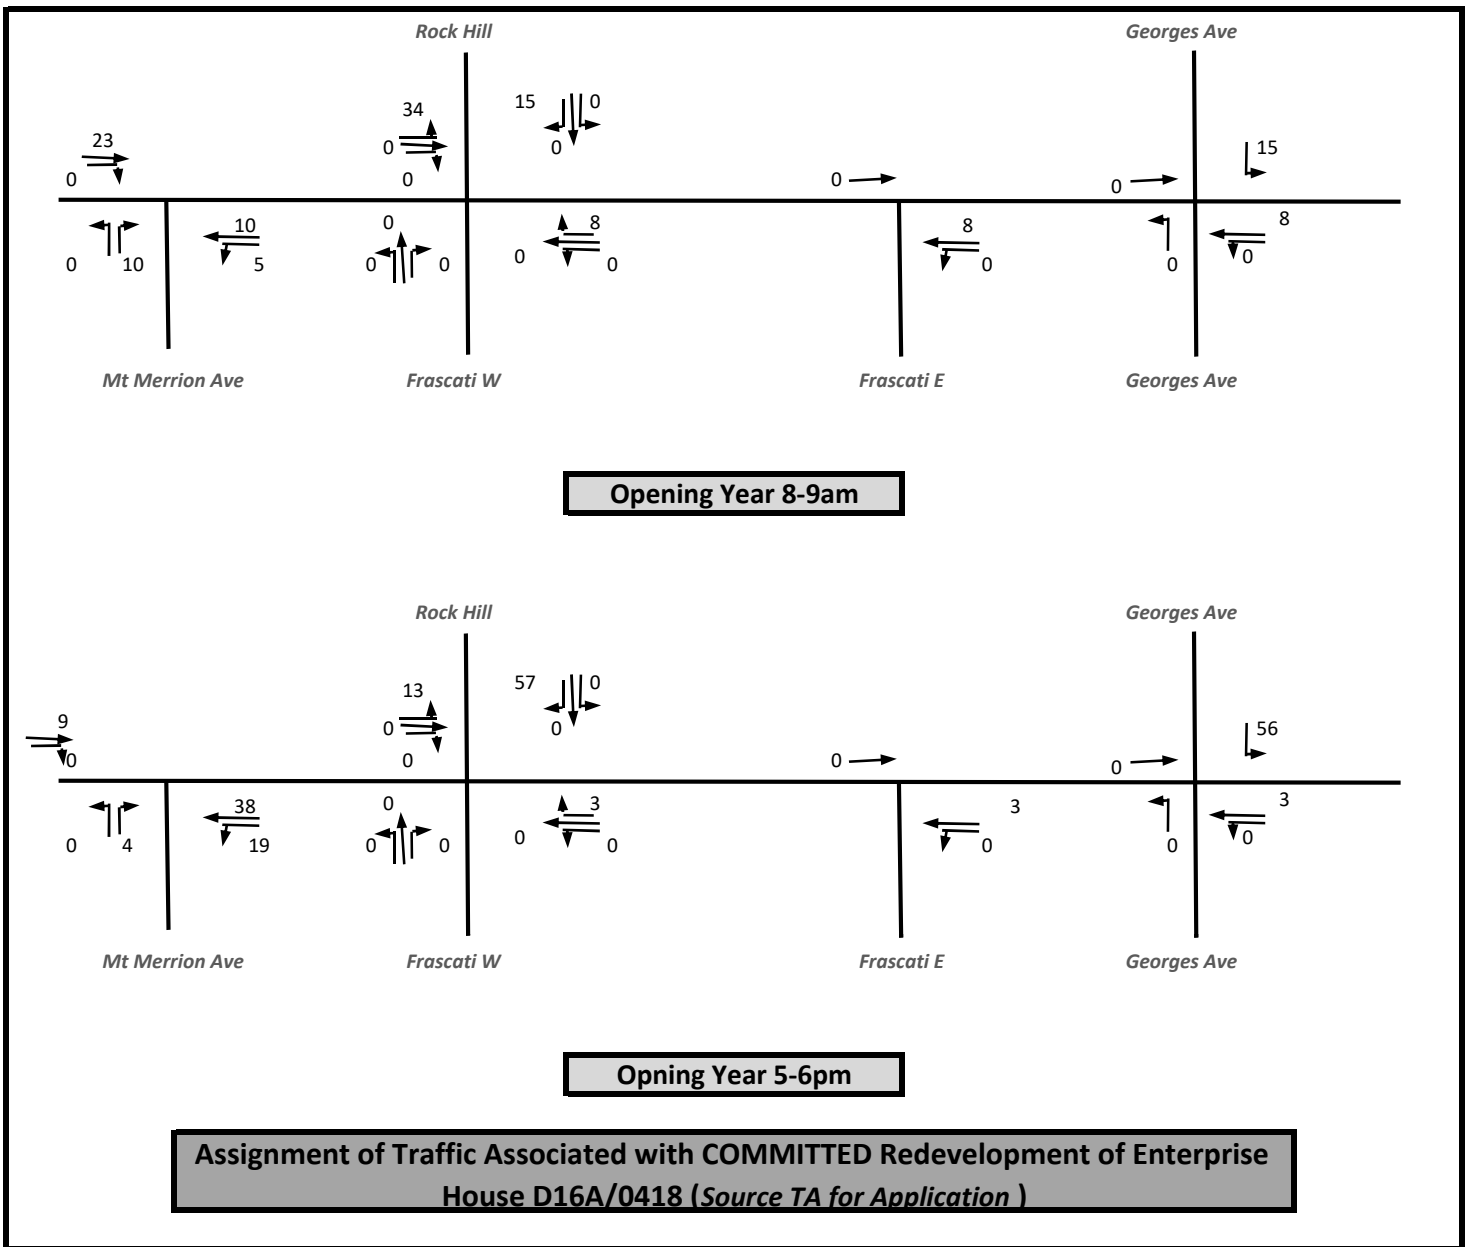 Rock Hill Georges Ave
34 15 0
23 0 0 15
0 0 0 0
0 8 8
10 0 8
0 10 5 0 0 0 0 0 0 0
Mt Merrion Ave Frascati W Frascati E Georges Ave
Opening Year 8-9am
Rock Hill Georges Ave
13 57 0
9 0 0 56
0 0 0 0
0 3 3 3
38 0 0
0 4 19 0 0 0 0 0
Mt Merrion Ave Frascati W Frascati E Georges Ave
Opning Year 5-6pm
Assignment of Traffic Associated with COMMITTED Redevelopment of Enterprise
House D16A/0418 (Source TA for Application )